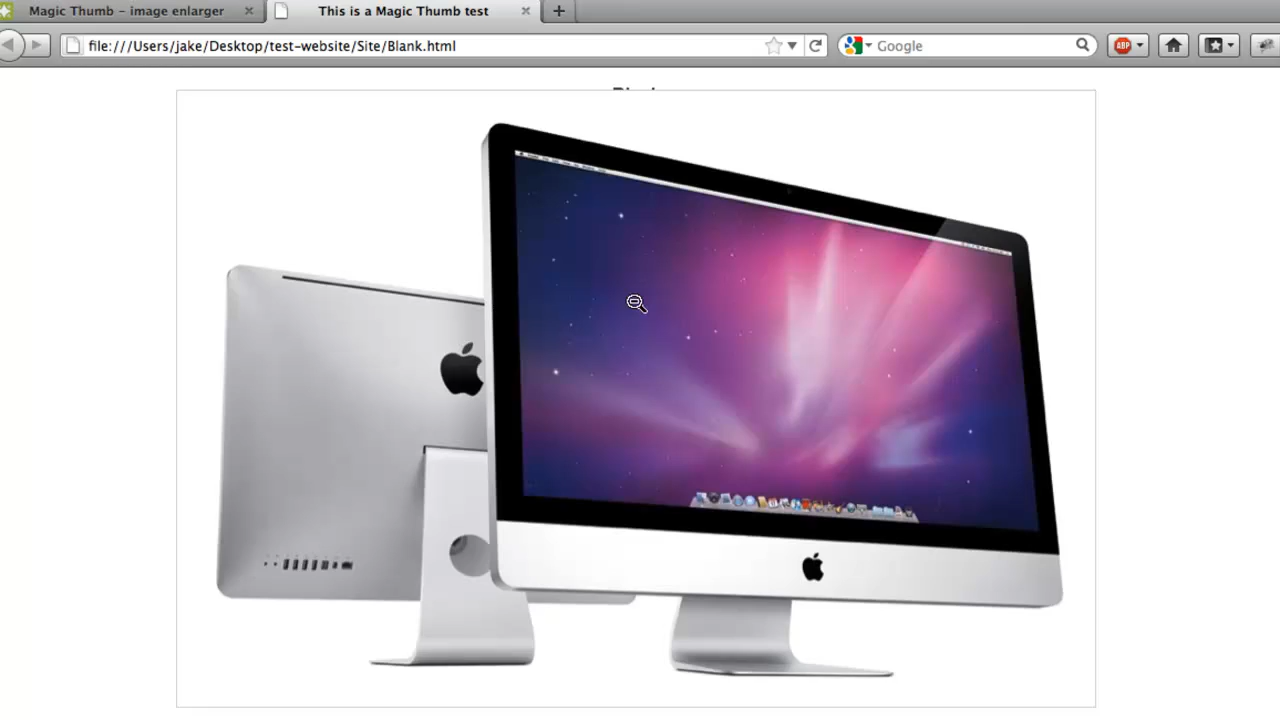 Magic Thumb – image enlarger
This is a Magic Thumb test
file:///Users/jake/Desktop/test-website/Site/Blank.html
Google
ABP